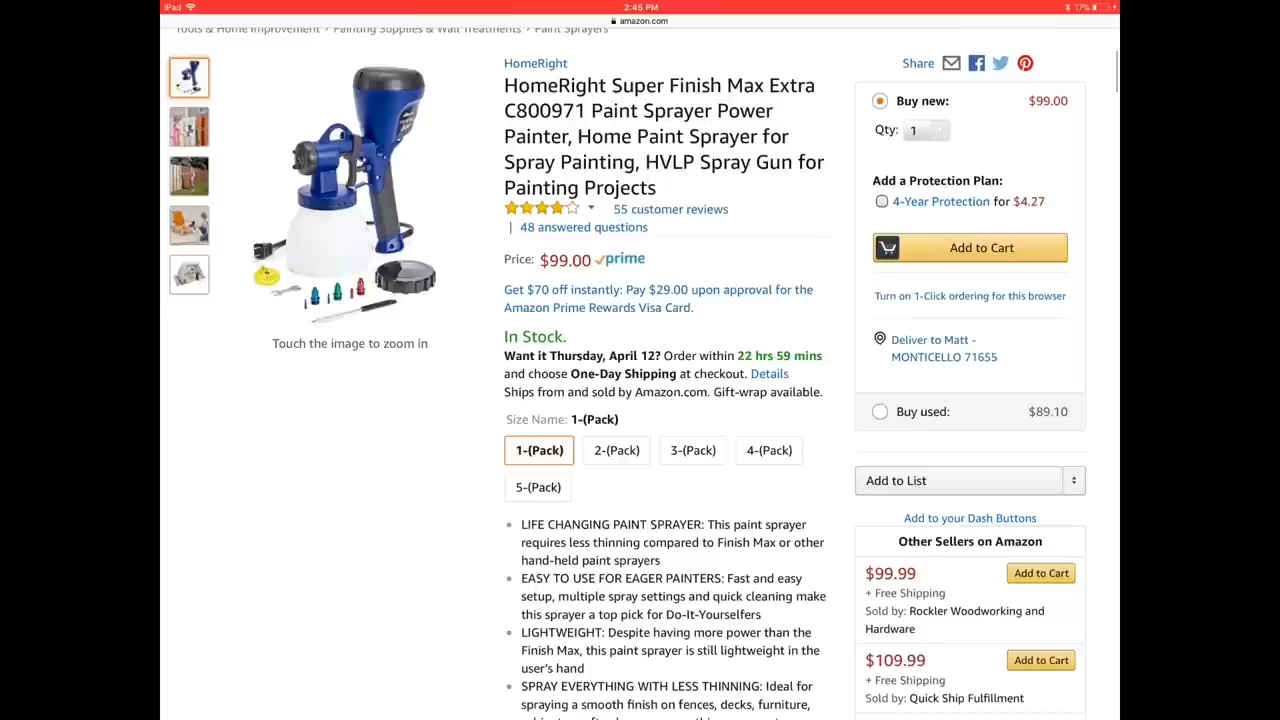 iPad
2:45 PM
17%
amazon.com
Tools & Home Improvement › Painting Supplies & Wall Treatments › Paint Sprayers
HomeRight
HomeRight Super Finish Max Extra
C800971 Paint Sprayer Power
Painter, Home Paint Sprayer for
Spray Painting, HVLP Spray Gun for
Painting Projects
55 customer reviews
| 48 answered questions
Price: $99.00 prime
Get $70 off instantly: Pay $29.00 upon approval for the
Amazon Prime Rewards Visa Card.
In Stock.
Want it Thursday, April 12? Order within 22 hrs 59 mins
and choose One-Day Shipping at checkout. Details
Ships from and sold by Amazon.com. Gift-wrap available.
Size Name: 1-(Pack)
1-(Pack)
2-(Pack)
3-(Pack)
4-(Pack)
5-(Pack)
LIFE CHANGING PAINT SPRAYER: This paint sprayer
requires less thinning compared to Finish Max or other
hand-held paint sprayers
EASY TO USE FOR EAGER PAINTERS: Fast and easy
setup, multiple spray settings and quick cleaning make
this sprayer a top pick for Do-It-Yourselfers
LIGHTWEIGHT: Despite having more power than the
Finish Max, this paint sprayer is still lightweight in the
user's hand
SPRAY EVERYTHING WITH LESS THINNING: Ideal for
spraying a smooth finish on fences, decks, furniture,
Touch the image to zoom in
Share
Buy new: $99.00
Qty: 1
Add a Protection Plan:
4-Year Protection for $4.27
Add to Cart
Turn on 1-Click ordering for this browser
Deliver to Matt -
MONTICELLO 71655
Buy used: $89.10
Add to List
Add to your Dash Buttons
Other Sellers on Amazon
$99.99 Add to Cart
+ Free Shipping
Sold by: Rockler Woodworking and
Hardware
$109.99 Add to Cart
+ Free Shipping
Sold by: Quick Ship Fulfillment